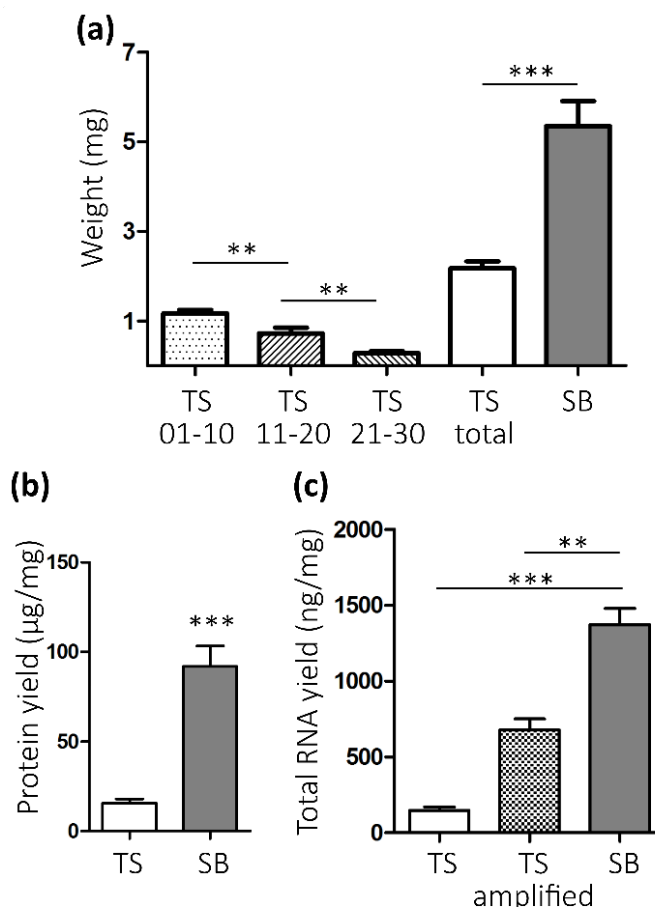 (a)
Weight (mg)
7
5
3
1
**
**
***
TS
01-10
TS
11-20
TS
21-30
TS
total
SB
(b)
Protein yield (µg/mg)
150
100
50
0
***
TS
SB
(c)
Total RNA yield (ng/mg)
2000
1500
1000
500
0
**
***
TS
TS
amplified
SB